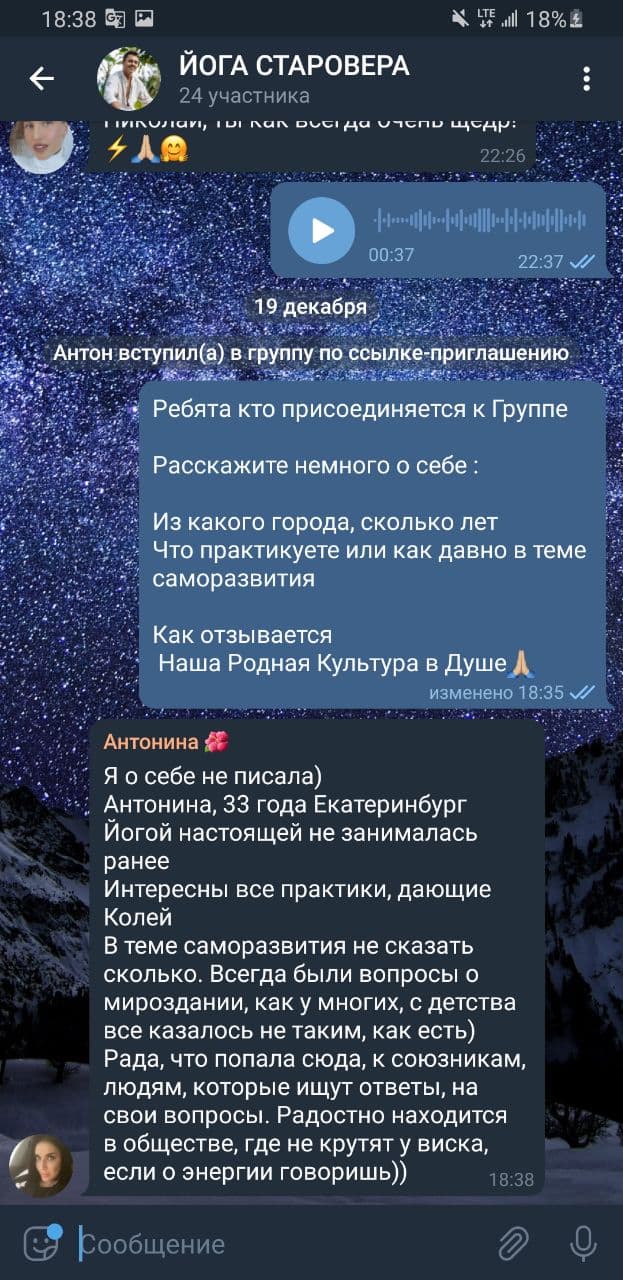 18:38
LTE
18%
ЙОГА СТАРОВЕРА
24 участника
Николай, ты как всегда очень щедр!
⚡🙏🏼🤗
22:26
00:37
22:37
19 декабря
Антон вступил(а) в группу по ссылке-приглашению
Ребята кто присоединяется к Группе
Расскажите немного о себе :
Из какого города, сколько лет
Что практикуете или как давно в теме
саморазвития
Как отзывается
Наша Родная Культура в Душе🙏🏼
изменено 18:35
Антонина 🌺
Я о себе не писала)
Антонина, 33 года Екатеринбург
Йогой настоящей не занималась
ранее
Интересны все практики, дающие
Колей
В теме саморазвития не сказать
сколько. Всегда были вопросы о
мироздании, как у многих, с детства
все казалось не таким, как есть)
Рада, что попала сюда, к союзникам,
людям, которые ищут ответы, на
свои вопросы. Радостно находится
в обществе, где не крутят у виска,
если о энергии говоришь))
18:38
Сообщение